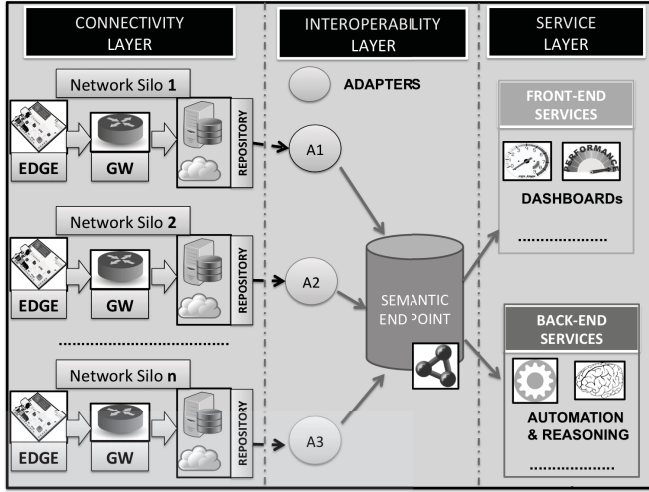 CONNECTIVITY
LAYER
INTEROPERABILITY
LAYER
SERVICE
LAYER
Network Silo 1
EDGE
GW
REPOSITORY
ADAPTERS
A1
FRONT-END
SERVICES
PERFORMANCE
DASHBOARDs
.....................
Network Silo 2
EDGE
GW
REPOSITORY
A2
SEMANTIC
END POINT
..........................................
BACK-END
SERVICES
AUTOMATION
& REASONING
.....................
Network Silo n
EDGE
GW
REPOSITORY
A3